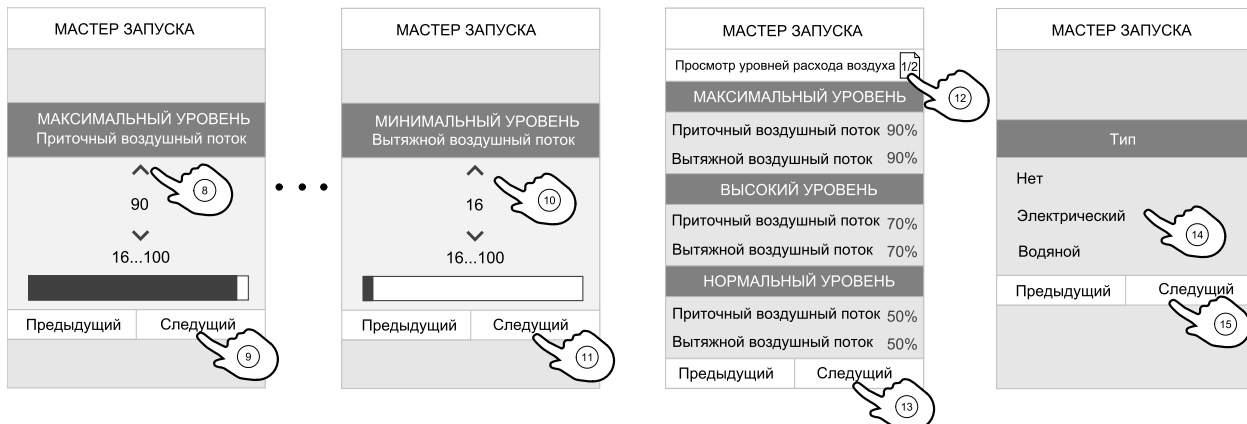 МАСТЕР ЗАПУСКА
МАКСИМАЛЬНЫЙ УРОВЕНЬ
Приточный воздушный поток
8
90
16...100
Предыдущий
Следущий
9
МАСТЕР ЗАПУСКА
МИНИМАЛЬНЫЙ УРОВЕНЬ
Вытяжной воздушный поток
10
16
16...100
Предыдущий
Следущий
11
МАСТЕР ЗАПУСКА
Просмотр уровней расхода воздуха 1/2
12
МАКСИМАЛЬНЫЙ УРОВЕНЬ
Приточный воздушный поток 90%
Вытяжной воздушный поток 90%
ВЫСОКИЙ УРОВЕНЬ
Приточный воздушный поток 70%
Вытяжной воздушный поток 70%
НОРМАЛЬНЫЙ УРОВЕНЬ
Приточный воздушный поток 50%
Вытяжной воздушный поток 50%
Предыдущий
Следущий
13
МАСТЕР ЗАПУСКА
Тип
Нет
Электрический
14
Водяной
Предыдущий
Следущий
15